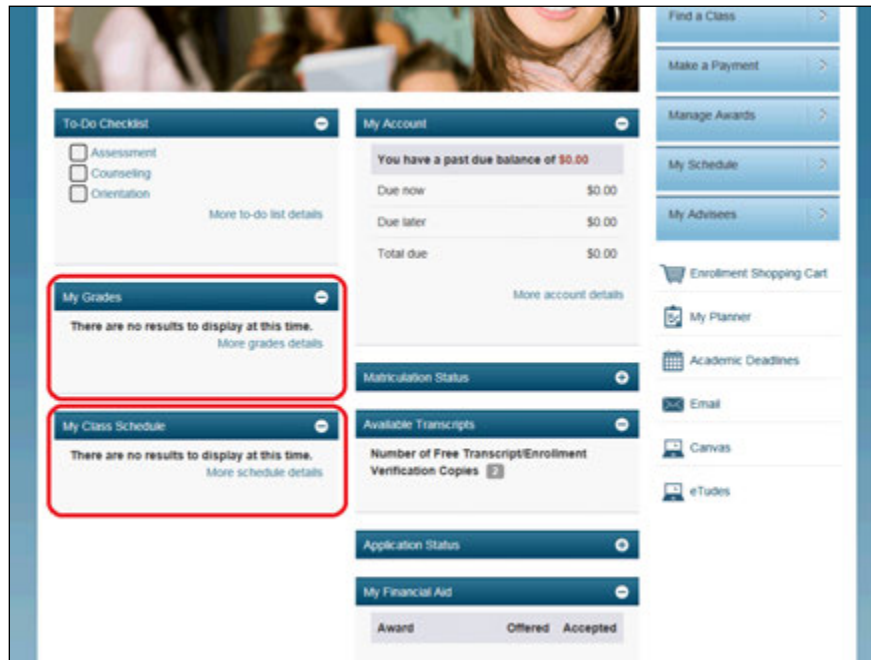 To-Do Checklist
Assessment
Counseling
Orientation
More to-do list details
My Grades
There are no results to display at this time.
More grades details
My Class Schedule
There are no results to display at this time.
More schedule details
My Account
You have a past due balance of $0.00
Due now $0.00
Due later $0.00
Total due $0.00
More account details
Matriculation Status
Available Transcripts
Number of Free Transcript/Enrollment
Verification Copies 2
Application Status
My Financial Aid
Award Offered Accepted
Find a Class
Make a Payment
Manage Awards
My Schedule
My Advisees
Enrollment Shopping Cart
My Planner
Academic Deadlines
Email
Canvas
eTudes